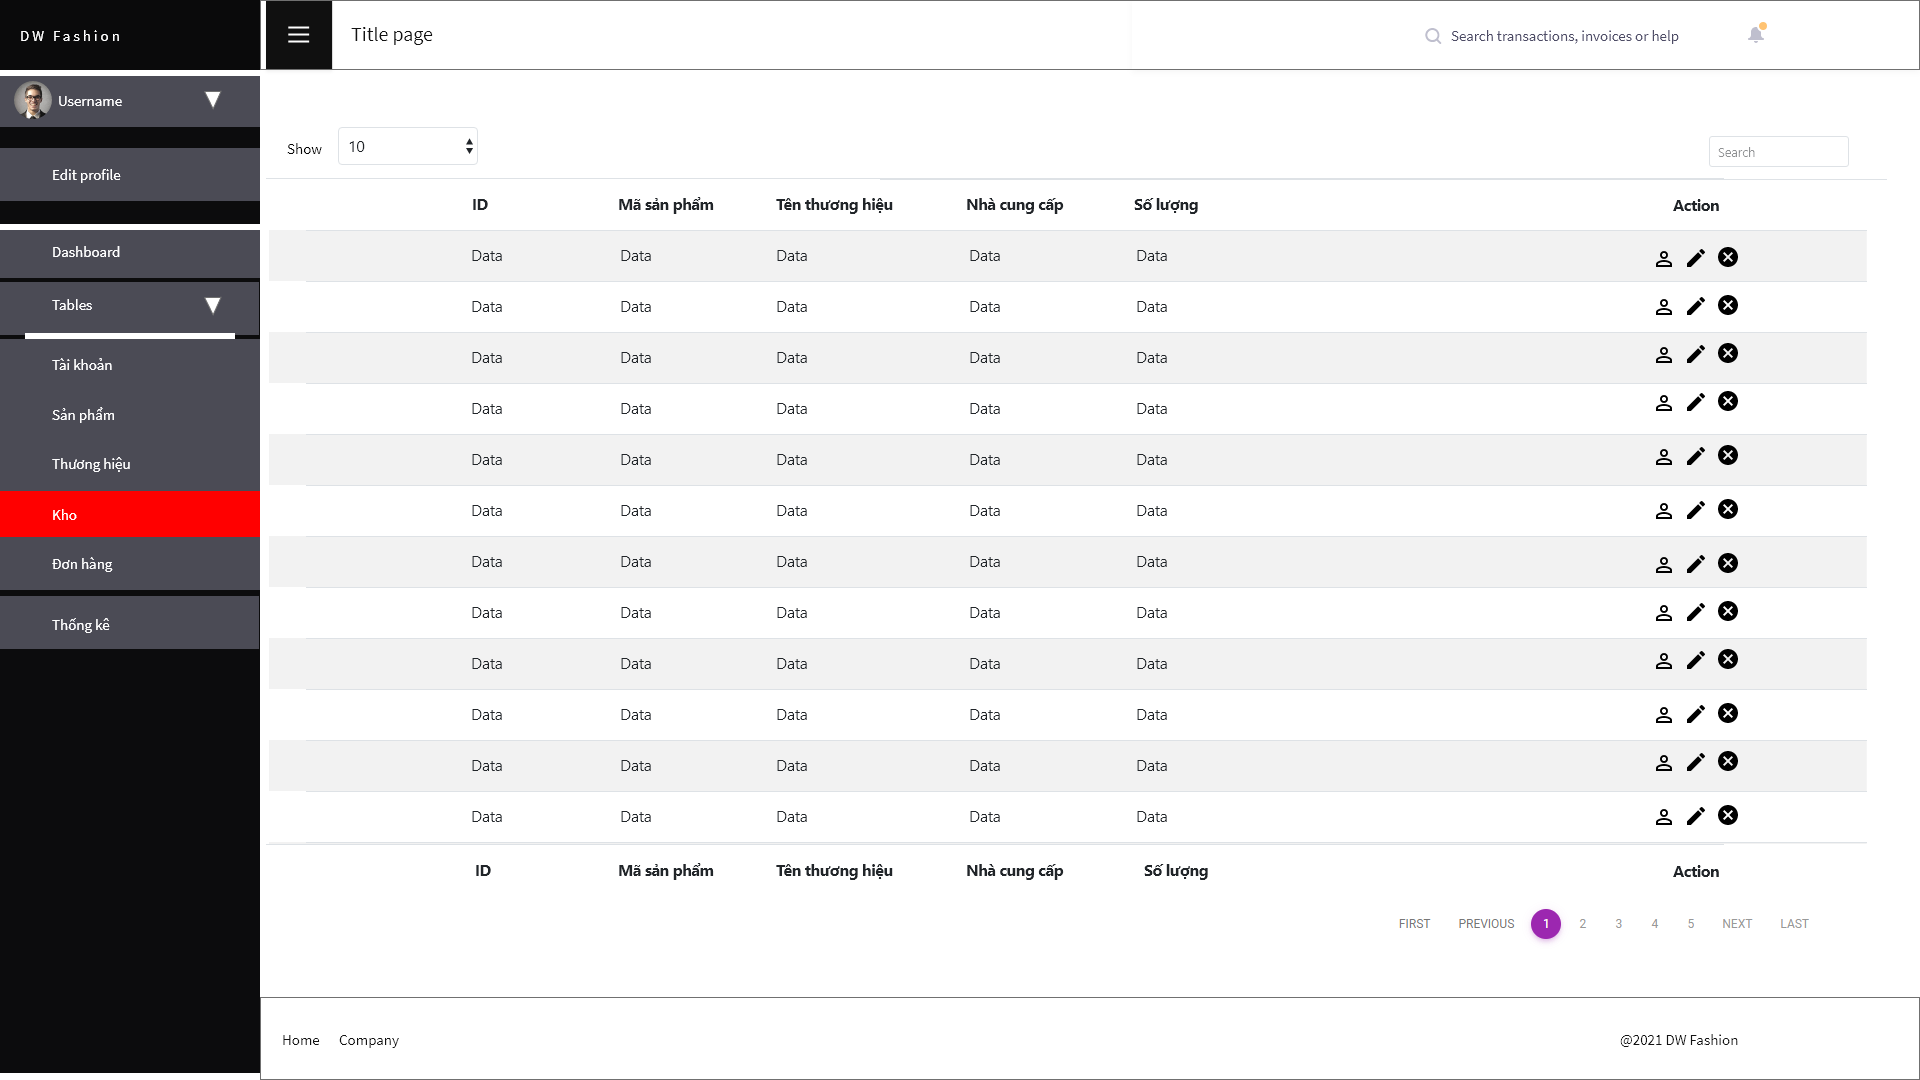 DW Fashion
Title page
Search transactions, invoices or help
Username
Edit profile
Dashboard
Tables
Tài khoản
Sản phẩm
Thương hiệu
Kho
Đơn hàng
Thống kê
Show 10
Search
ID Mã sản phẩm Tên thương hiệu Nhà cung cấp Số lượng Action
Data Data Data Data Data
Data Data Data Data Data
Data Data Data Data Data
Data Data Data Data Data
Data Data Data Data Data
Data Data Data Data Data
Data Data Data Data Data
Data Data Data Data Data
Data Data Data Data Data
Data Data Data Data Data
Data Data Data Data Data
Data Data Data Data Data
ID Mã sản phẩm Tên thương hiệu Nhà cung cấp Số lượng Action
FIRST PREVIOUS 1 2 3 4 5 NEXT LAST
Home Company
@2021 DW Fashion